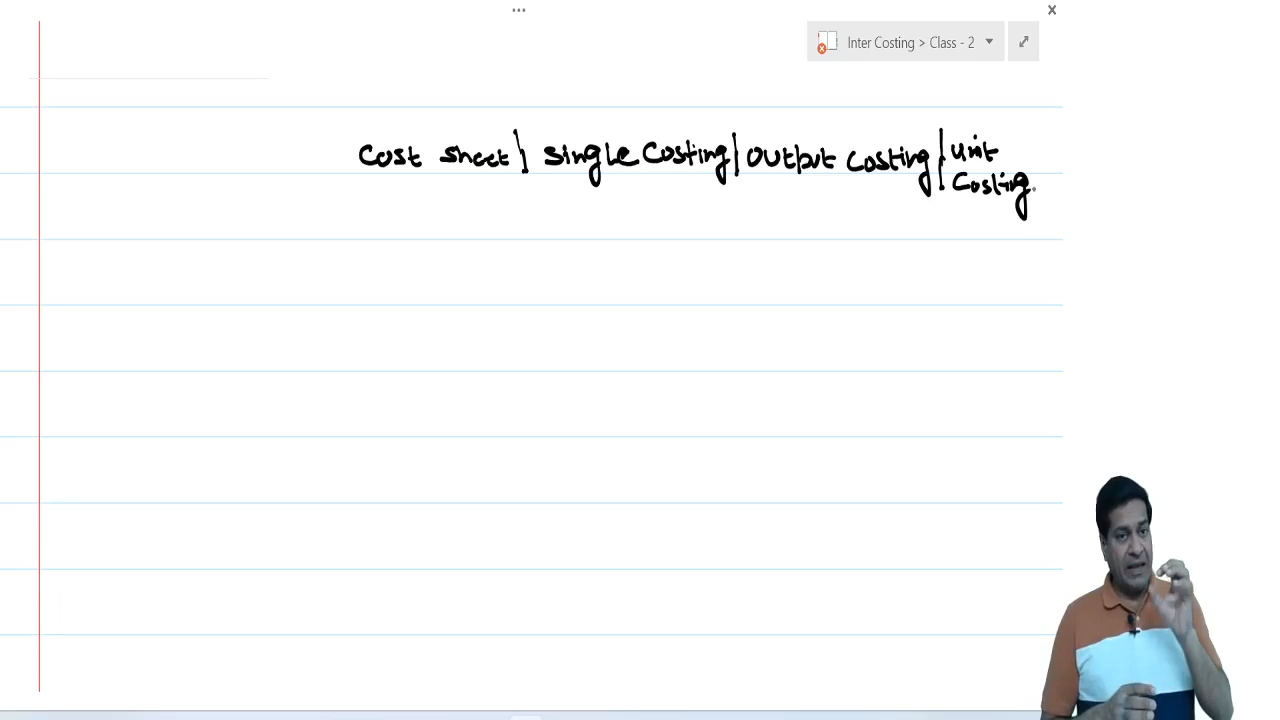 ...
x
Inter Costing > Class - 2
Cost sheet | Single Costing | Output Costing | Unit
Costing.